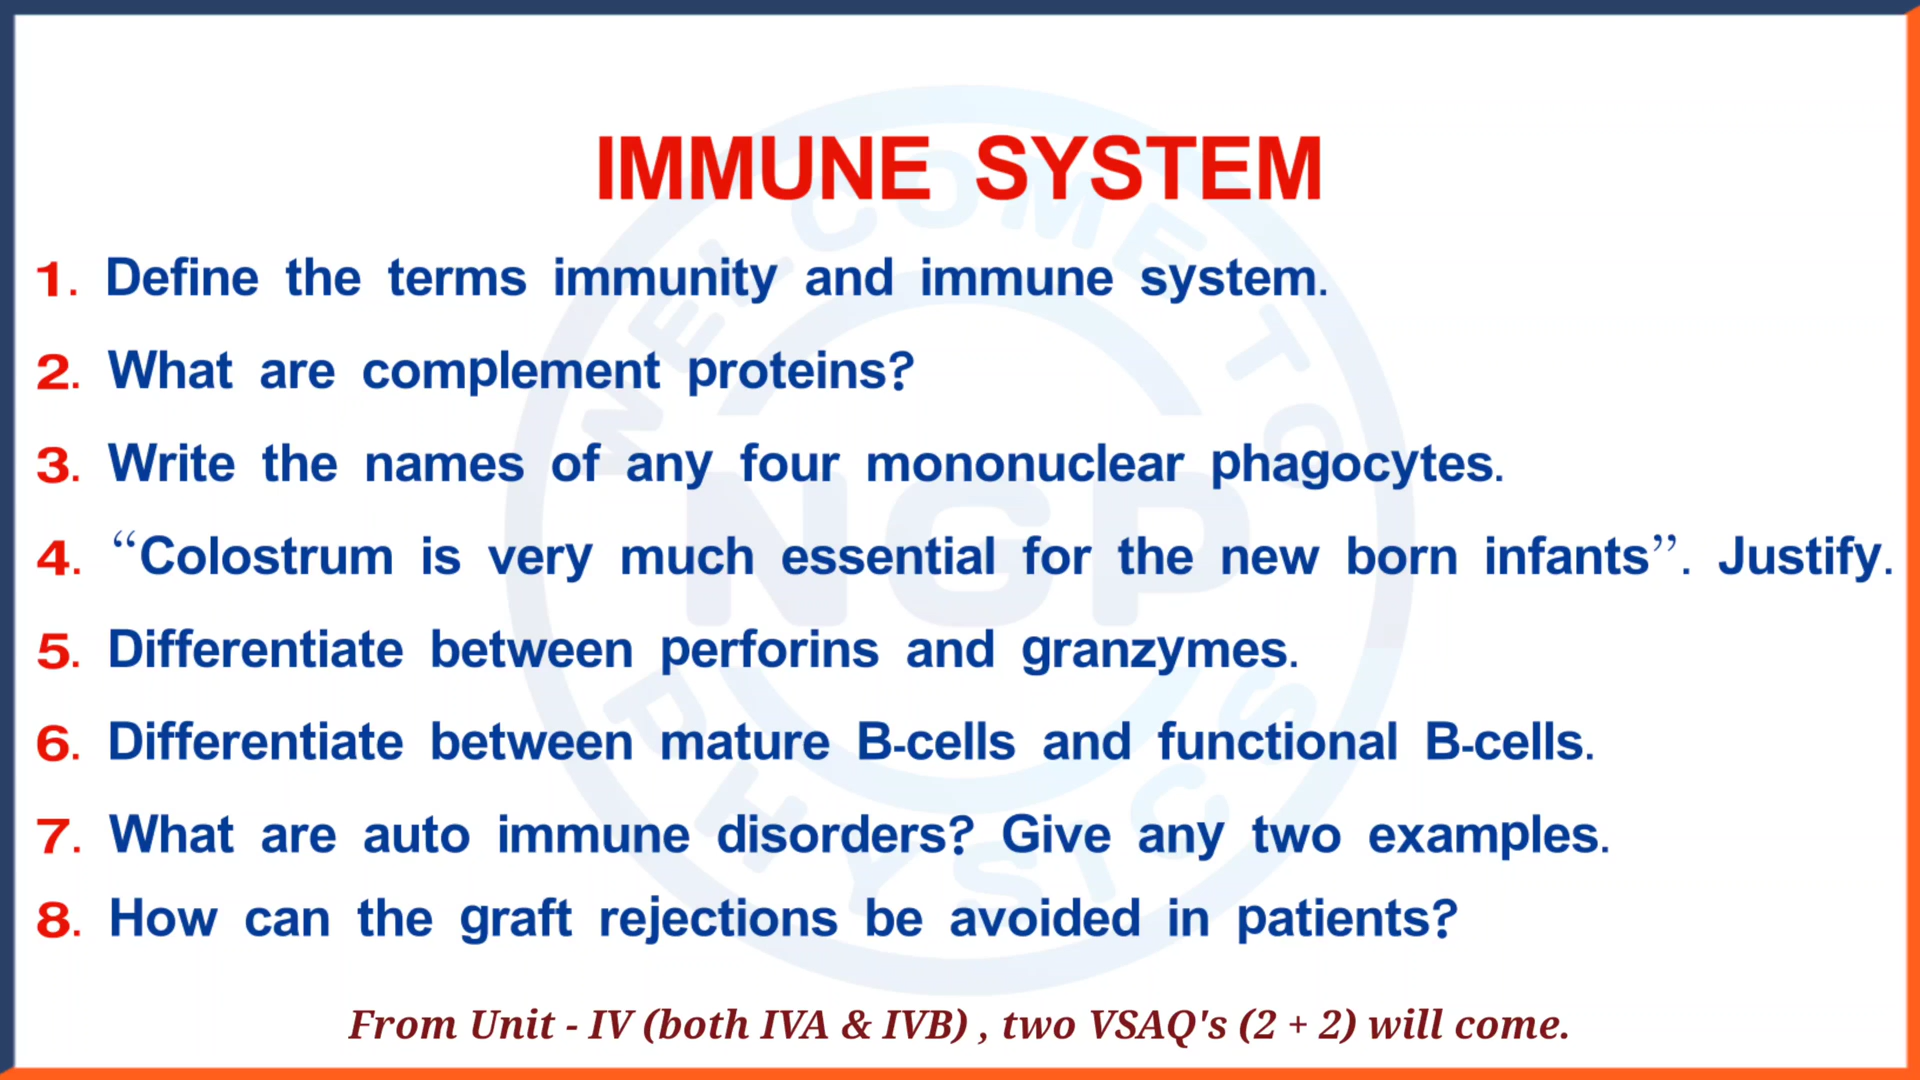 IMMUNE SYSTEM
1. Define the terms immunity and immune system.
2. What are complement proteins?
3. Write the names of any four mononuclear phagocytes.
4. “Colostrum is very much essential for the new born infants”. Justify.
5. Differentiate between perforins and granzymes.
6. Differentiate between mature B-cells and functional B-cells.
7. What are auto immune disorders? Give any two examples.
8. How can the graft rejections be avoided in patients?
From Unit - IV (both IVA & IVB) , two VSAQ's (2 + 2) will come.
WELCOME TO
NGP
PHYSICS